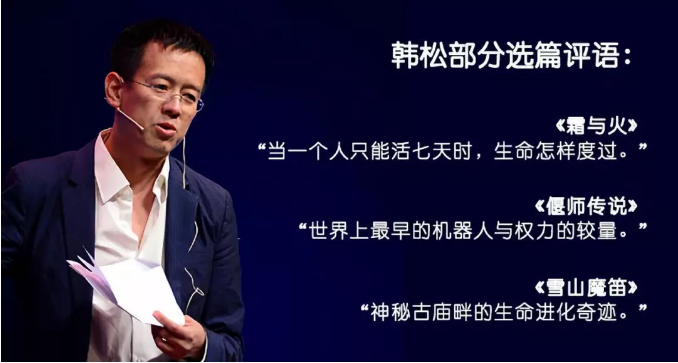 韩松部分选篇评语：
《霜与火》
“当一个人只能活七天时，生命怎样度过。”
《偃师传说》
“世界上最早的机器人与权力的较量。”
《雪山魔笛》
“神秘古庙畔的生命进化奇迹。”